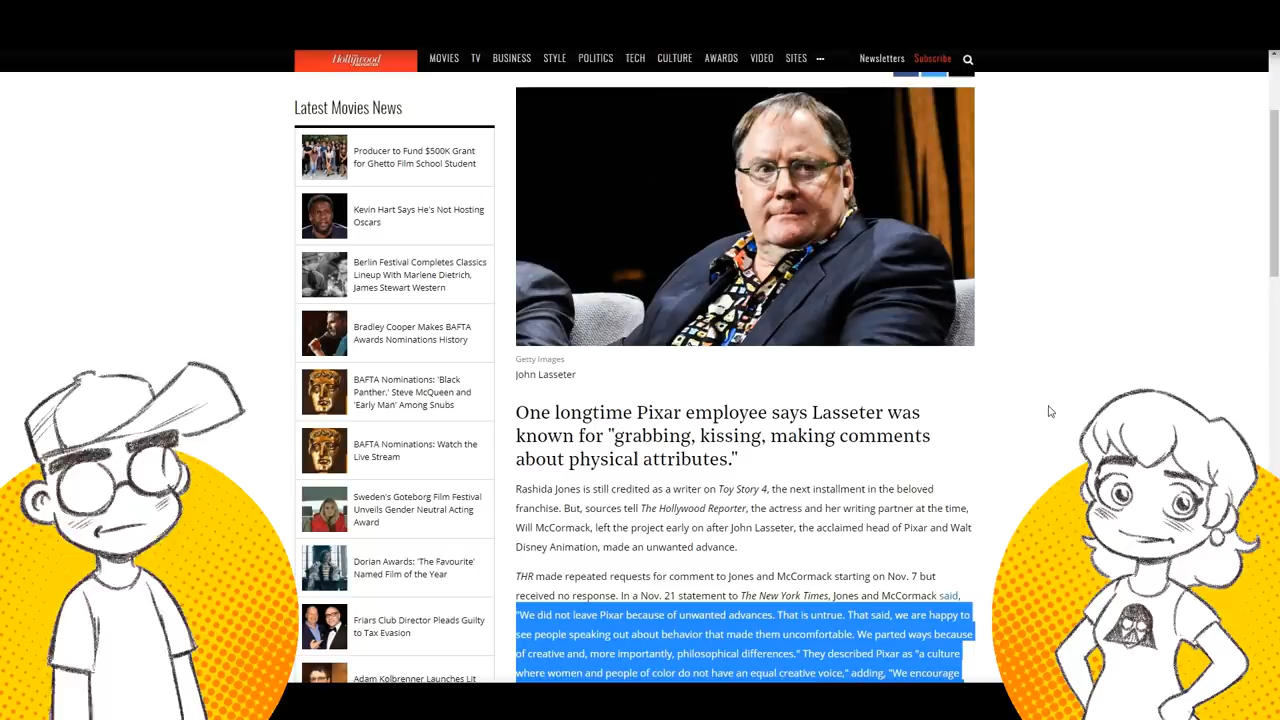 Hollywood
REPORTER
MOVIES TV BUSINESS STYLE POLITICS TECH CULTURE AWARDS VIDEO SITES ••• Newsletters Subscribe
Latest Movies News
Producer to Fund $500K Grant
for Ghetto Film School Student
Kevin Hart Says He's Not Hosting
Oscars
Berlin Festival Completes Classics
Lineup With Marlene Dietrich,
James Stewart Western
Bradley Cooper Makes BAFTA
Awards Nominations History
BAFTA Nominations: 'Black
Panther,' Steve McQueen and
'Early Man' Among Snubs
BAFTA Nominations: Watch the
Live Stream
Sweden's Goteborg Film Festival
Unveils Gender Neutral Acting
Award
Dorian Awards: 'The Favourite'
Named Film of the Year
Friars Club Director Pleads Guilty
to Tax Evasion
Adam Kolbrenner Launches Lit
Getty Images
John Lasseter
One longtime Pixar employee says Lasseter was
known for "grabbing, kissing, making comments
about physical attributes."
Rashida Jones is still credited as a writer on Toy Story 4, the next installment in the beloved
franchise. But, sources tell The Hollywood Reporter, the actress and her writing partner at the time,
Will McCormack, left the project early on after John Lasseter, the acclaimed head of Pixar and Walt
Disney Animation, made an unwanted advance.
THR made repeated requests for comment to Jones and McCormack starting on Nov. 7 but
received no response. In a Nov. 21 statement to The New York Times, Jones and McCormack said,
"We did not leave Pixar because of unwanted advances. That is untrue. That said, we are happy to
see people speaking out about behavior that made them uncomfortable. We parted ways because
of creative and, more importantly, philosophical differences." They described Pixar as "a culture
where women and people of color do not have an equal creative voice," adding, "We encourage